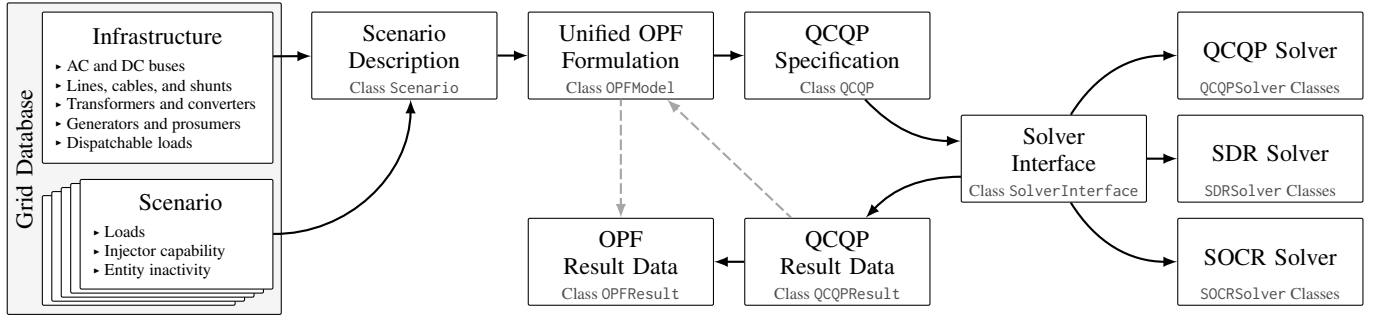 Grid Database
Infrastructure
▸ AC and DC buses
▸ Lines, cables, and shunts
▸ Transformers and converters
▸ Generators and prosumers
▸ Dispatchable loads
Scenario
▸ Loads
▸ Injector capability
▸ Entity inactivity
Scenario
Description
Class Scenario
Unified OPF
Formulation
Class OPFModel
QCQP
Specification
Class QCQP
Solver
Interface
Class SolverInterface
QCQP Solver
QCQPSolver Classes
SDR Solver
SDRSolver Classes
SOCR Solver
SOCRSolver Classes
OPF
Result Data
Class OPFResult
QCQP
Result Data
Class QCQPResult